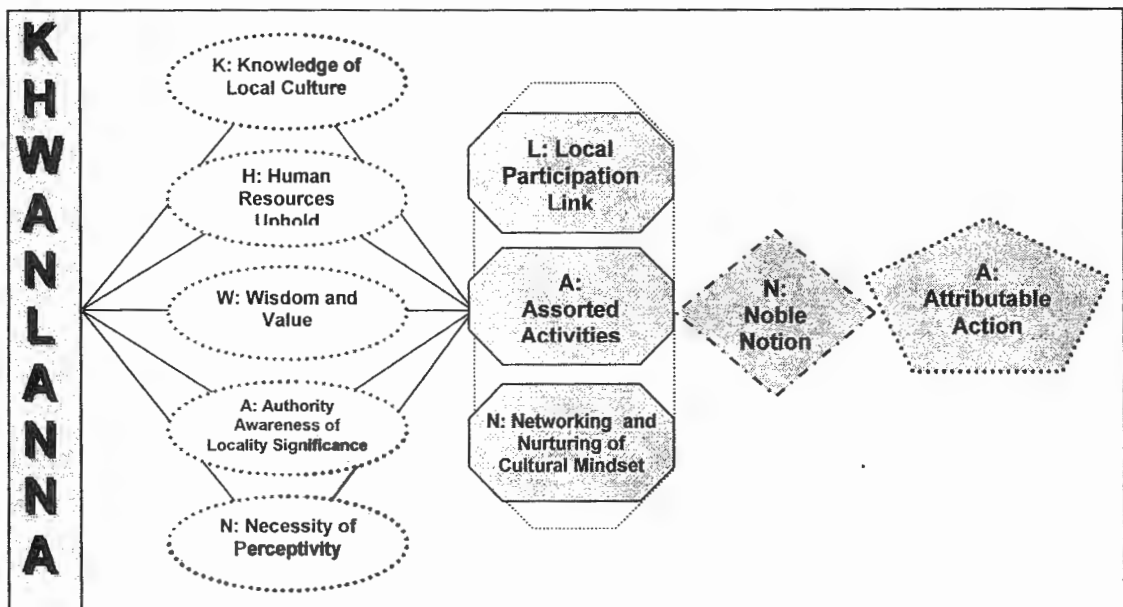 K
H
W
A
N
L
A
N
N
A
K: Knowledge of
Local Culture
H: Human
Resources
Uphold
W: Wisdom and
Value
A: Authority
Awareness of
Locality Significance
N: Necessity of
Perceptivity
L: Local
Participation
Link
A:
Assorted
Activities
N: Networking and
Nurturing of
Cultural Mindset
N:
Noble
Notion
A:
Attributable
Action